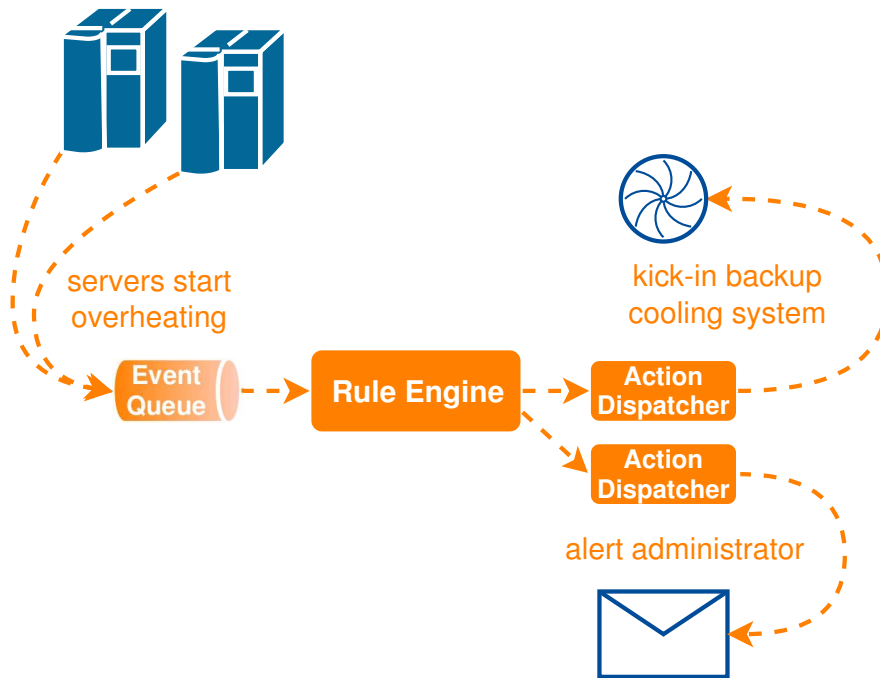 servers start
overheating
kick-in backup
cooling system
Event
Queue
Rule Engine
Action
Dispatcher
Action
Dispatcher
alert administrator